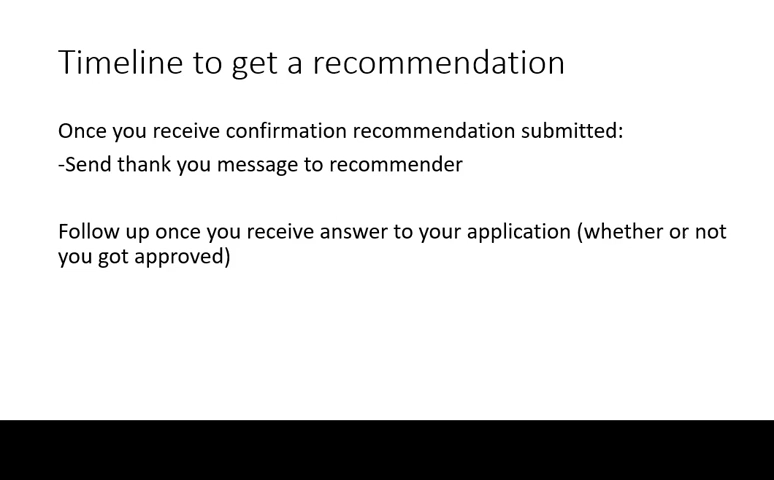 Timeline to get a recommendation
Once you receive confirmation recommendation submitted:
-Send thank you message to recommender
Follow up once you receive answer to your application (whether or not
you got approved)